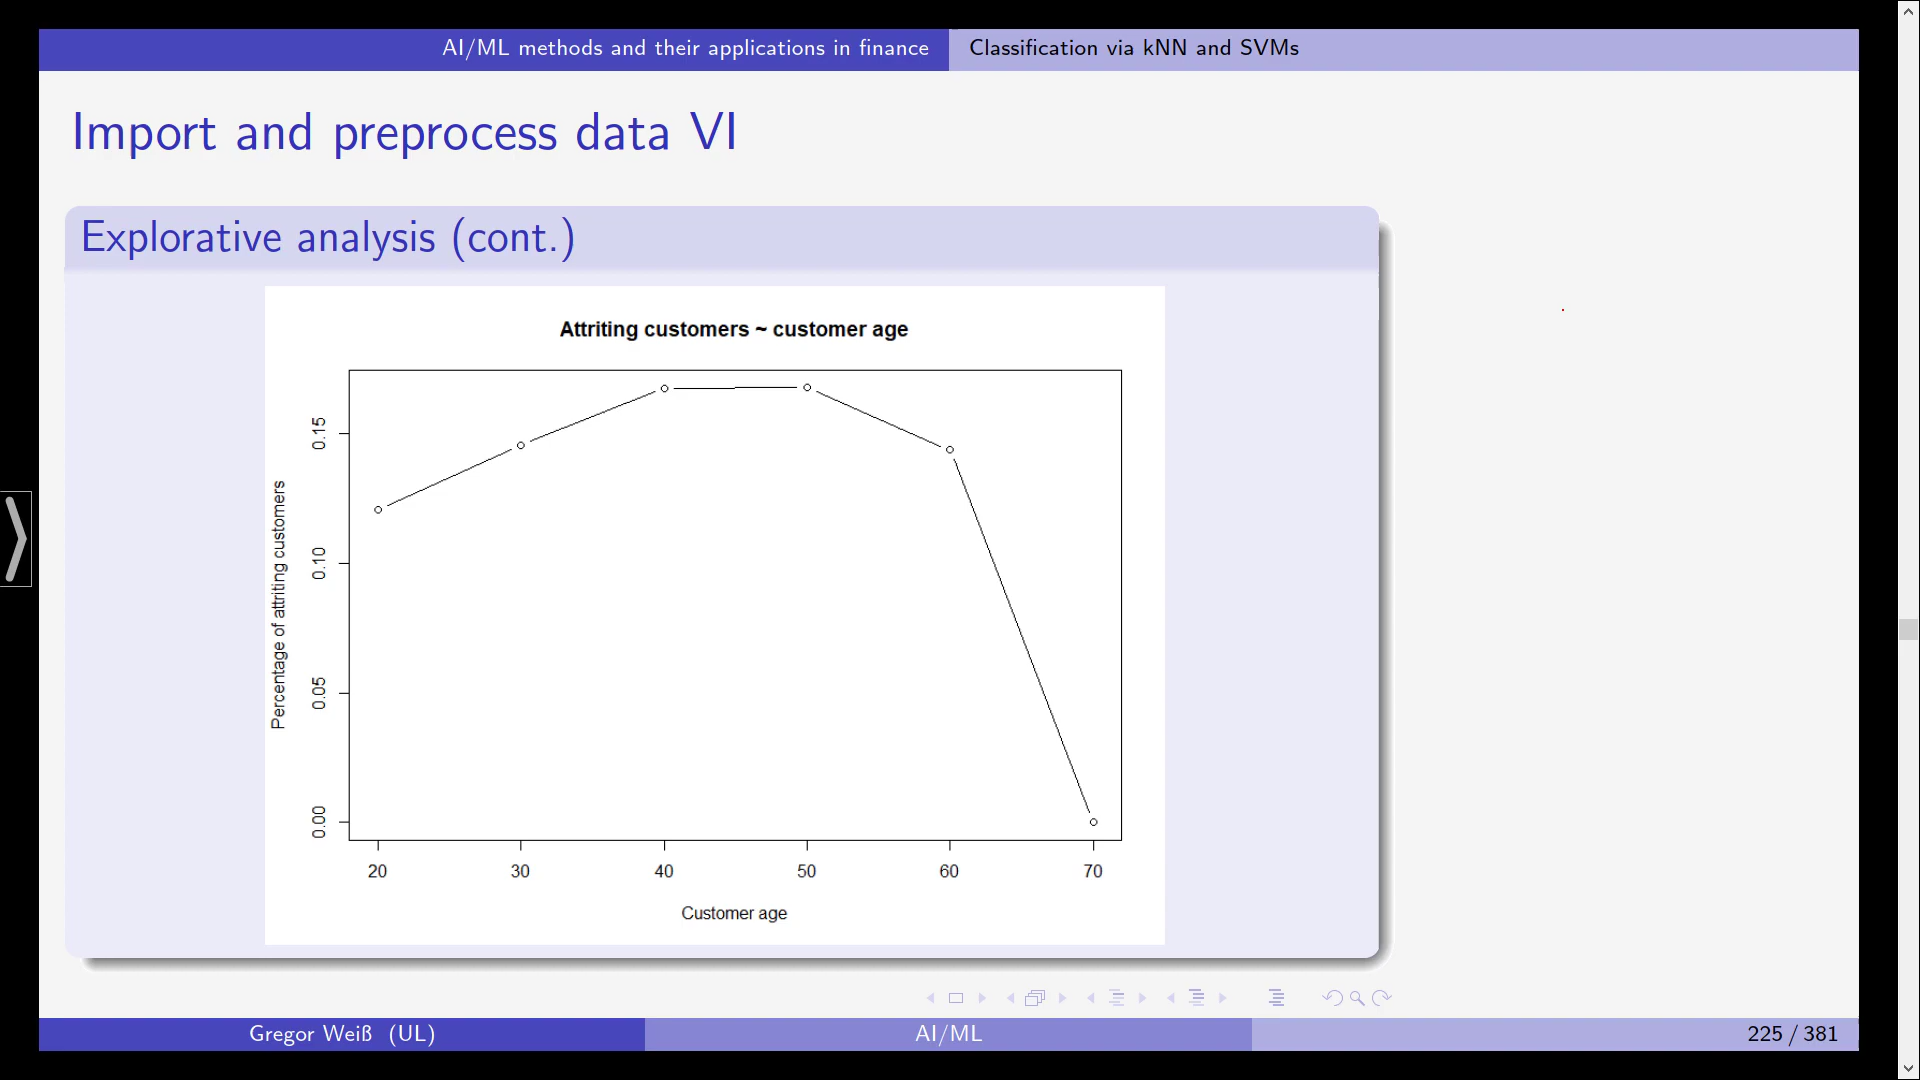 AI/ML methods and their applications in finance
Classification via kNN and SVMs
Import and preprocess data VI
Explorative analysis (cont.)
Attriting customers ~ customer age
Percentage of attriting customers
0.15
0.10
0.05
0.00
20 30 40 50 60 70
Customer age
Gregor Weiß (UL)
AI/ML
225 / 381